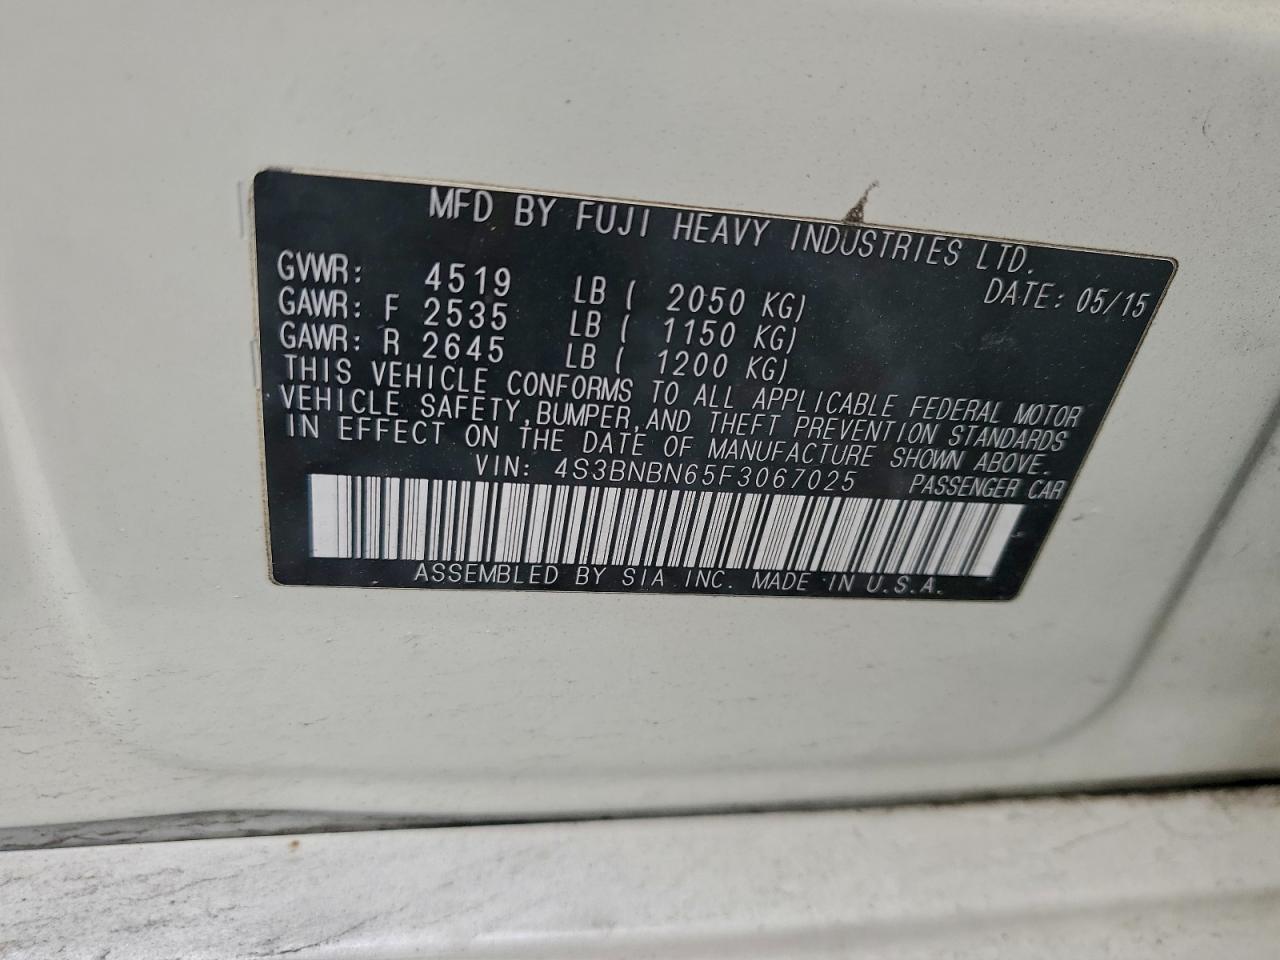 MFD BY FUJI HEAVY INDUSTRIES LTD.
DATE: 05/15
GVWR: 4519 LB ( 2050 KG)
GAWR: F 2535 LB ( 1150 KG)
GAWR: R 2645 LB ( 1200 KG)
THIS VEHICLE CONFORMS TO ALL APPLICABLE FEDERAL MOTOR
VEHICLE SAFETY, BUMPER, AND THEFT PREVENTION STANDARDS
IN EFFECT ON THE DATE OF MANUFACTURE SHOWN ABOVE.
VIN: 4S3BNBN65F3067025 PASSENGER CAR
ASSEMBLED BY SIA INC. MADE IN U.S.A.